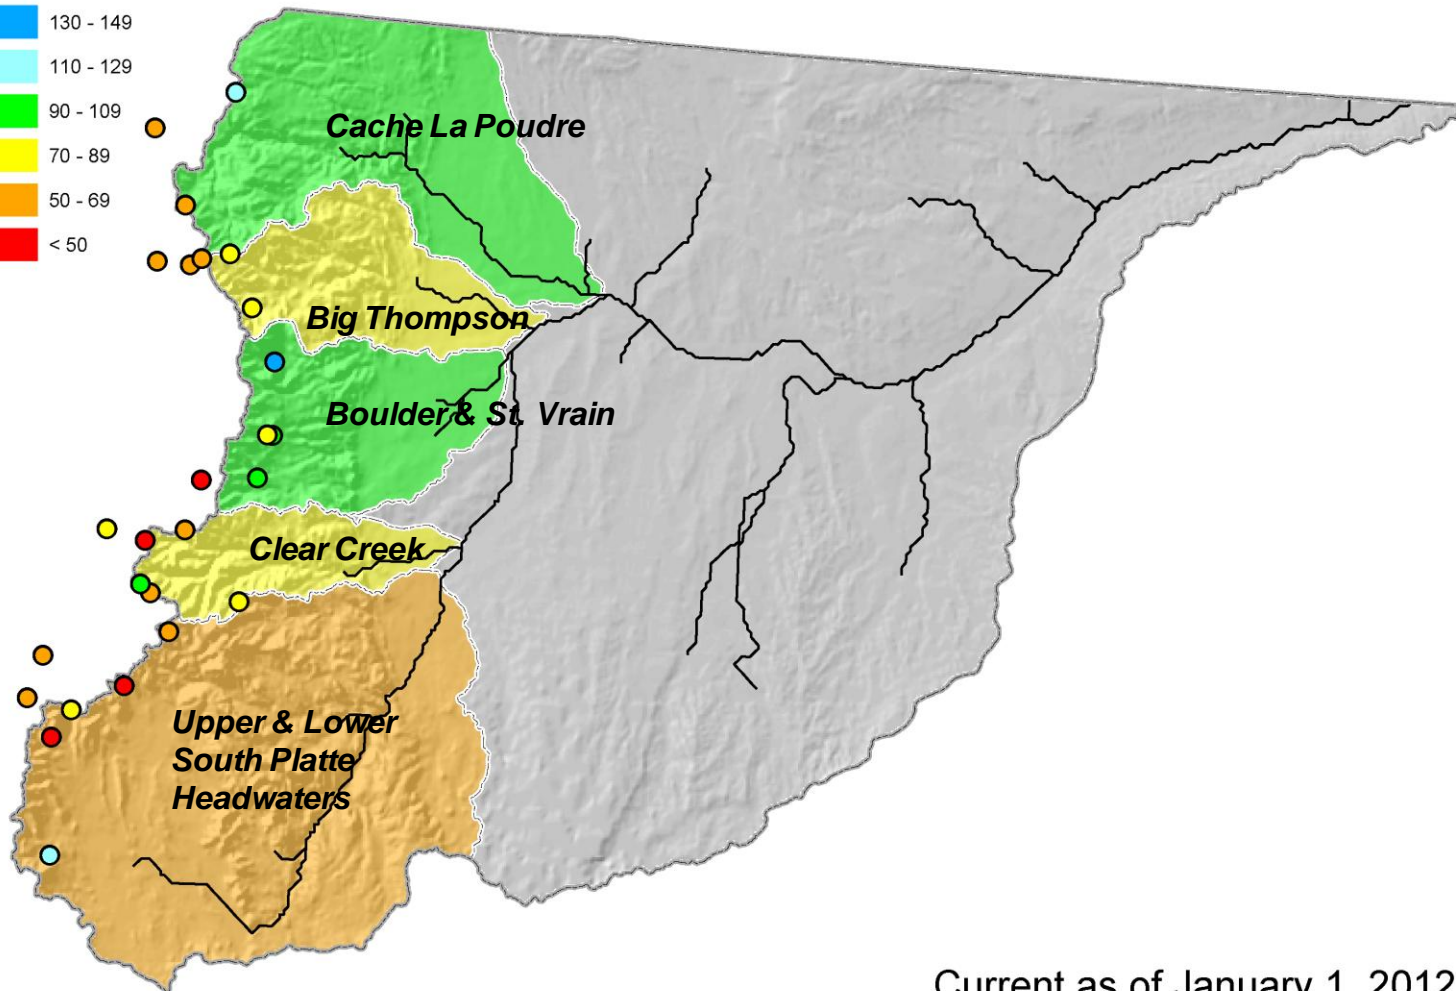 130 - 149
110 - 129
90 - 109
70 - 89
50 - 69
< 50
Cache La Poudre
Big Thompson
Boulder & St. Vrain
Clear Creek
Upper & Lower
South Platte
Headwaters
Current as of January 1, 2012